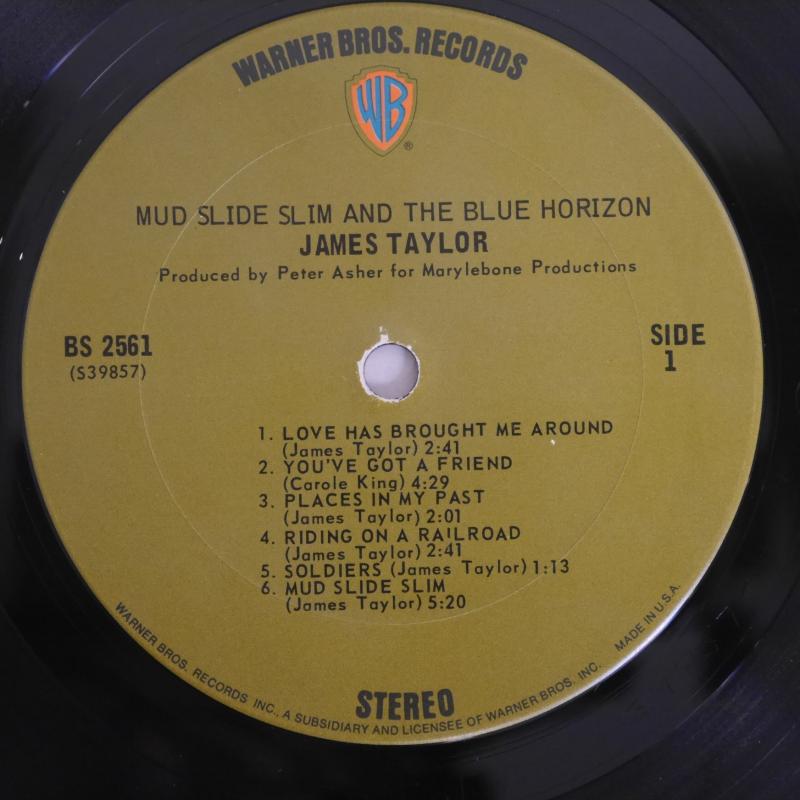 WARNER BROS. RECORDS
WB
®
MUD SLIDE SLIM AND THE BLUE HORIZON
JAMES TAYLOR
Produced by Peter Asher for Marylebone Productions
BS 2561
(S39857)
SIDE
1
1. LOVE HAS BROUGHT ME AROUND
(James Taylor) 2:41
2. YOU'VE GOT A FRIEND
(Carole King) 4:29
3. PLACES IN MY PAST
(James Taylor) 2:01
4. RIDING ON A RAILROAD
(James Taylor) 2:41
5. SOLDIERS (James Taylor) 1:13
6. MUD SLIDE SLIM
(James Taylor) 5:20
STEREO
WARNER BROS. RECORDS INC., A SUBSIDIARY AND LICENSEE OF WARNER BROS. INC. MADE IN U.S.A.